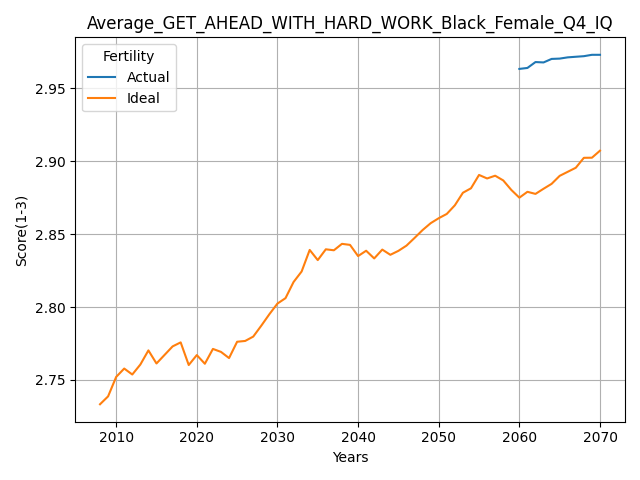 Average_GET_AHEAD_WITH_HARD_WORK_Black_Female_Q4_IQ
Fertility
Actual
Ideal
Score(1-3)
2.95
2.90
2.85
2.80
2.75
2010 2020 2030 2040 2050 2060 2070
Years